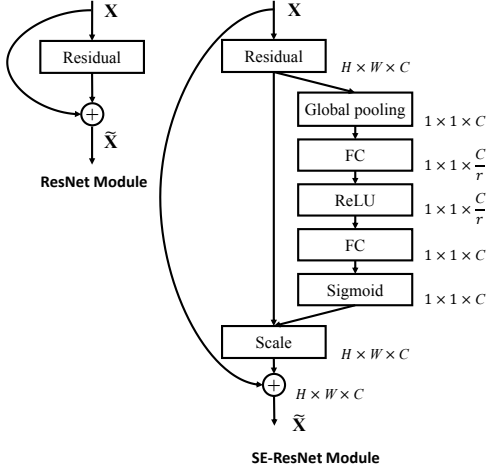 X
Residual
+
X̃
ResNet Module
X
Residual
H × W × C
Global pooling
1 × 1 × C
FC
1 × 1 × C/r
ReLU
1 × 1 × C/r
FC
1 × 1 × C
Sigmoid
1 × 1 × C
Scale
H × W × C
+
H × W × C
X̃
SE-ResNet Module